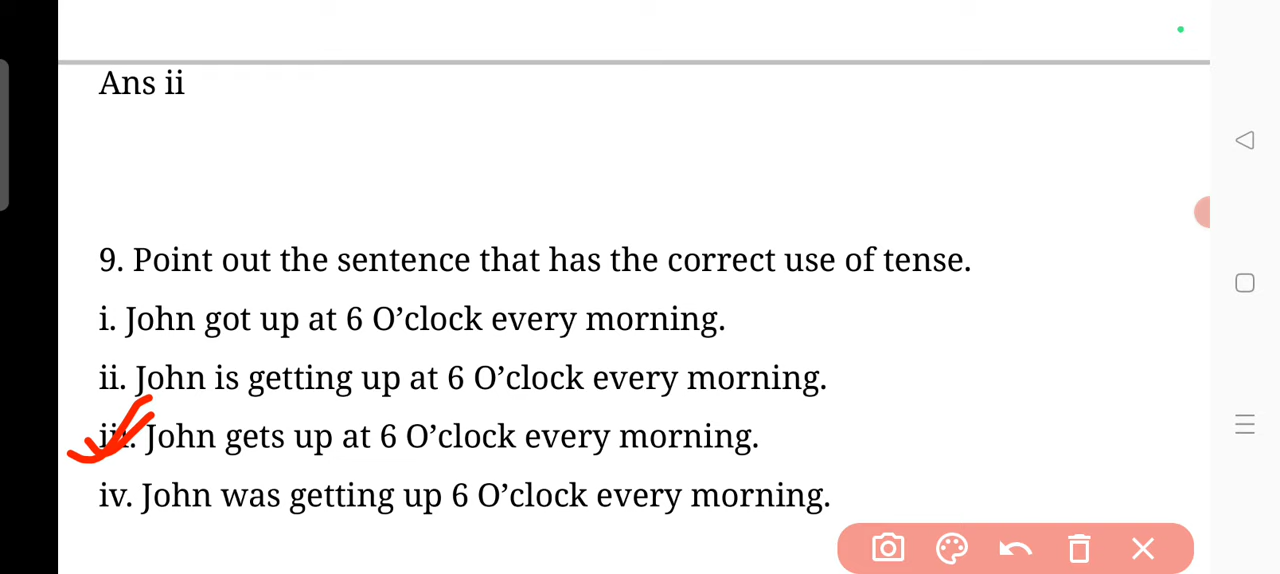 Ans ii
9. Point out the sentence that has the correct use of tense.
i. John got up at 6 O’clock every morning.
ii. John is getting up at 6 O’clock every morning.
iii. John gets up at 6 O’clock every morning.
iv. John was getting up 6 O’clock every morning.